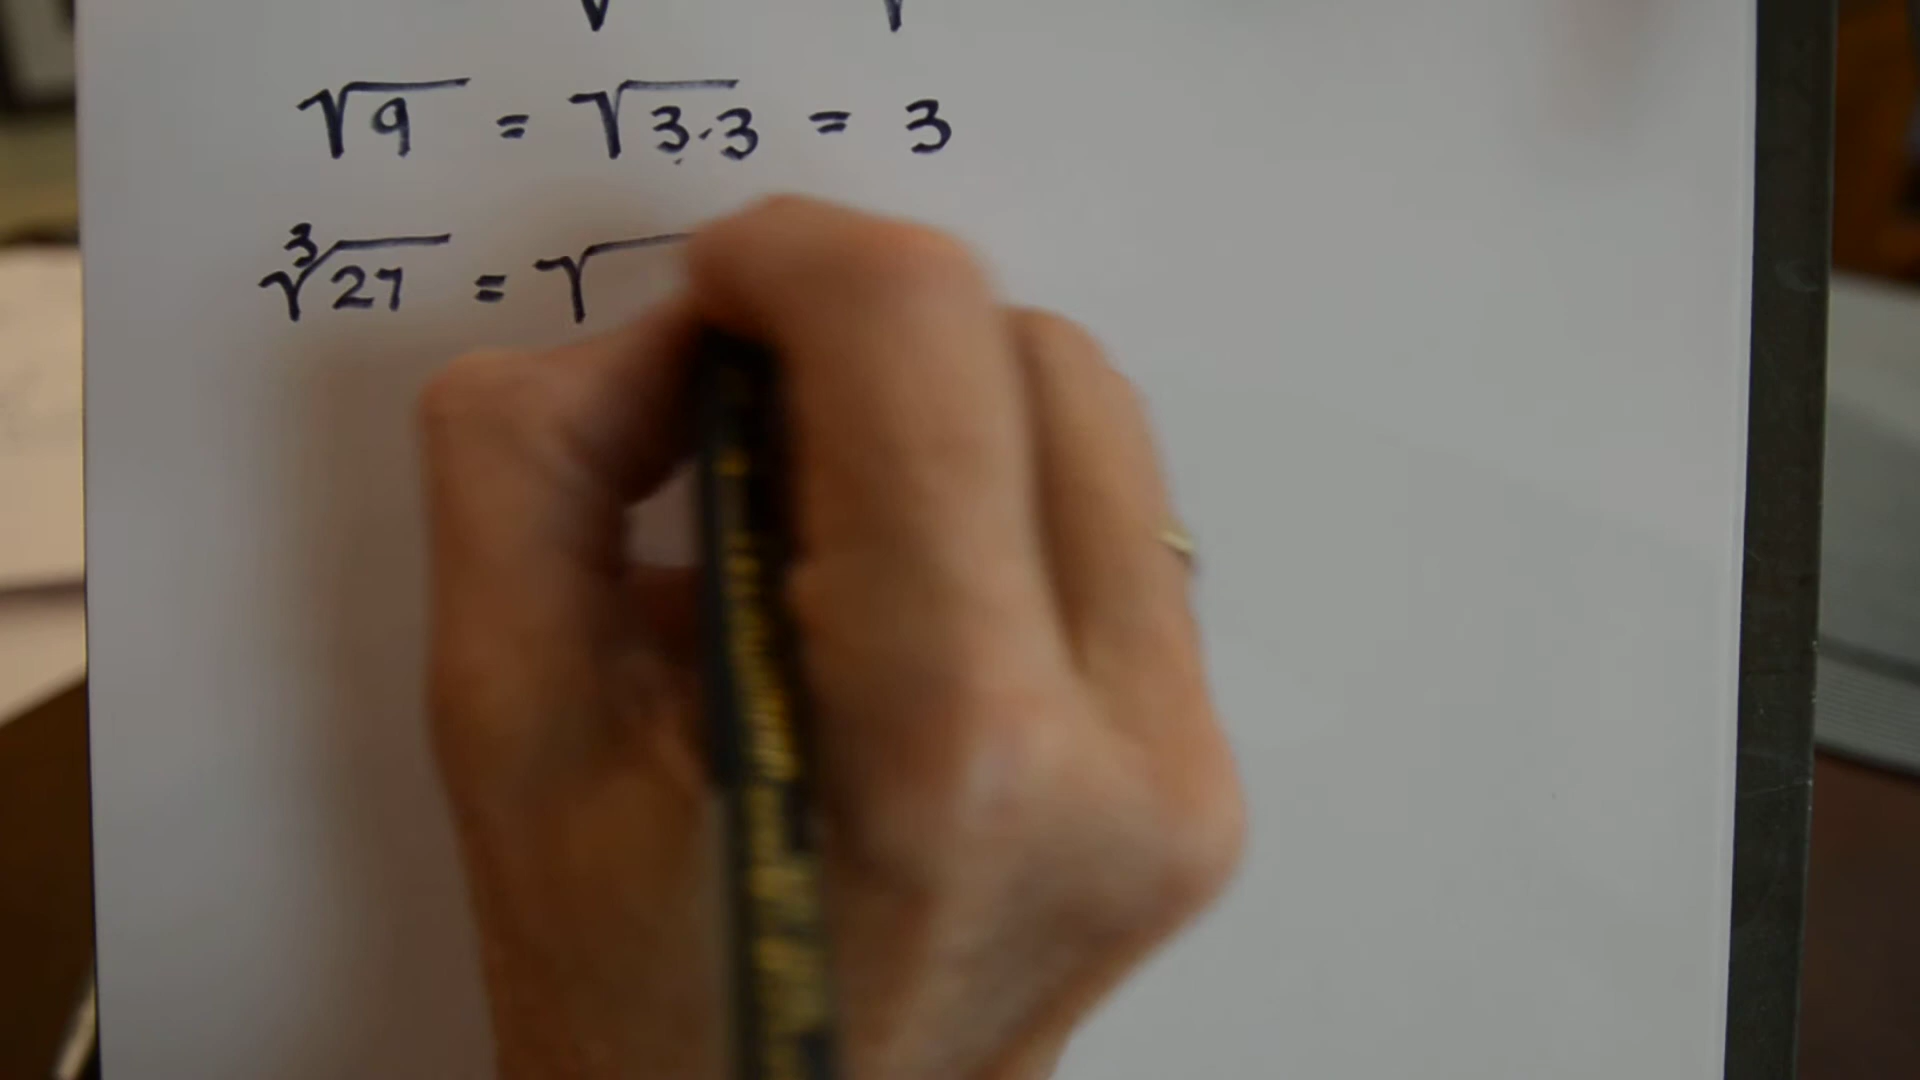 √9 = √3·3 = 3
∛27 = √